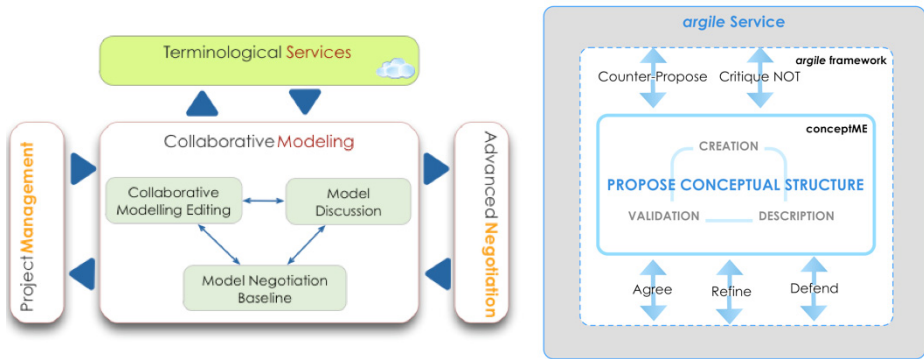 Terminological Services
Project Management
Collaborative Modeling
Collaborative
Modelling Editing
Model
Discussion
Model Negotiation
Baseline
Advanced Negotiation
argile Service
argile framework
Counter-Propose
Critique NOT
conceptME
CREATION
PROPOSE CONCEPTUAL STRUCTURE
VALIDATION
DESCRIPTION
Agree
Refine
Defend